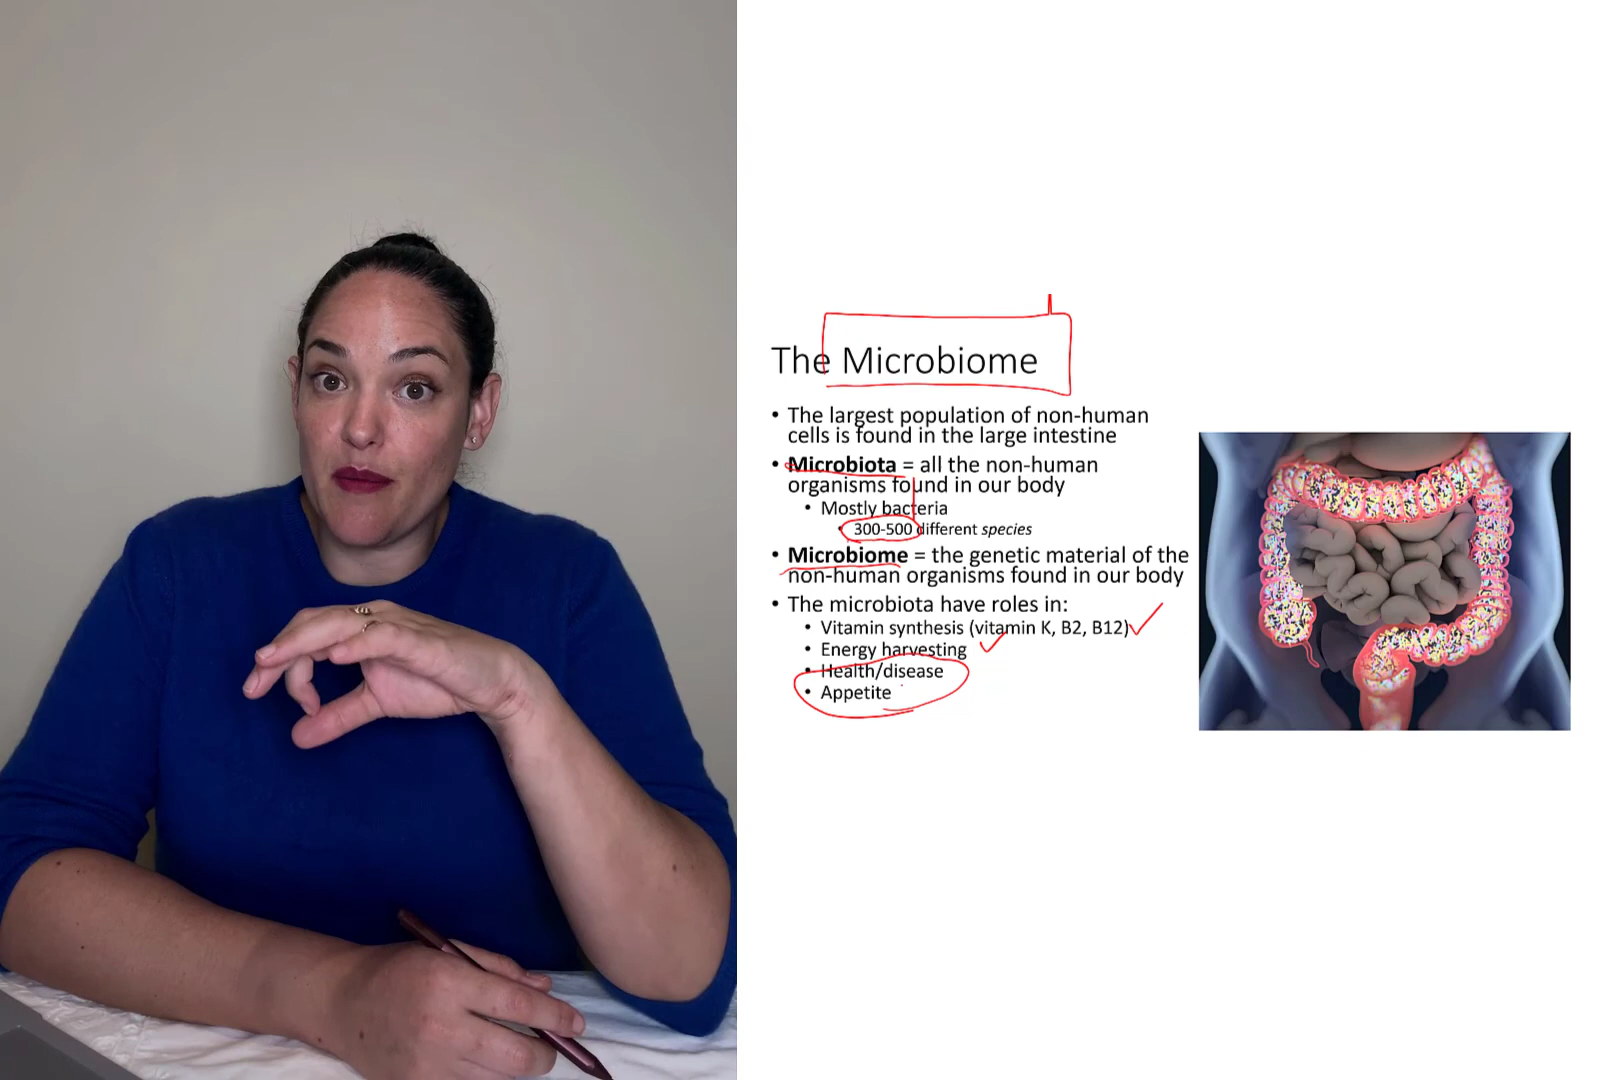 The Microbiome
• The largest population of non-human
cells is found in the large intestine
• Microbiota = all the non-human
organisms found in our body
• Mostly bacteria
• 300-500 different species
• Microbiome = the genetic material of the
non-human organisms found in our body
• The microbiota have roles in:
• Vitamin synthesis (vitamin K, B2, B12)
• Energy harvesting
• Health/disease
• Appetite